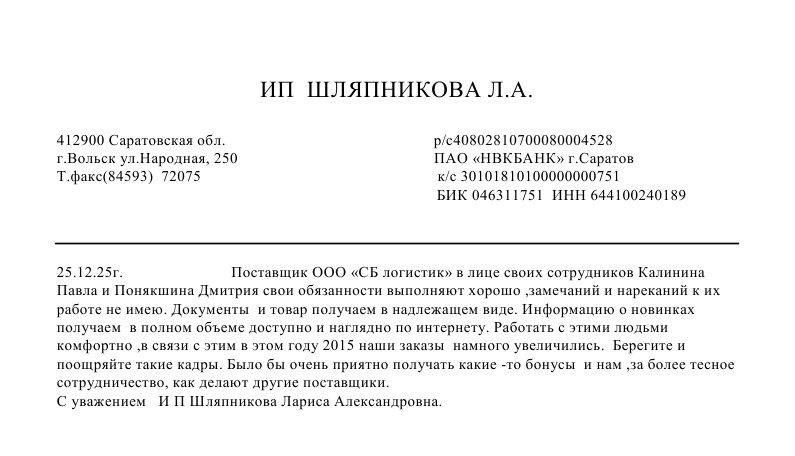 ИП ШЛЯПНИКОВА Л.А.
412900 Саратовская обл.
г.Вольск ул.Народная, 250
Т.факс(84593) 72075
р/с40802810700080004528
ПАО «НВКБАНК» г.Саратов
к/с 30101810100000000751
БИК 046311751 ИНН 644100240189
25.12.25г. Поставщик ООО «СБ логистик» в лице своих сотрудников Калинина
Павла и Понякшина Дмитрия свои обязанности выполняют хорошо ,замечаний и нареканий к их
работе не имею. Документы и товар получаем в надлежащем виде. Информацию о новинках
получаем в полном объеме доступно и наглядно по интернету. Работать с этими людьми
комфортно ,в связи с этим в этом году 2015 наши заказы намного увеличились. Берегите и
поощряйте такие кадры. Было бы очень приятно получать какие -то бонусы и нам ,за более тесное
сотрудничество, как делают другие поставщики.
С уважением И П Шляпникова Лариса Александровна.